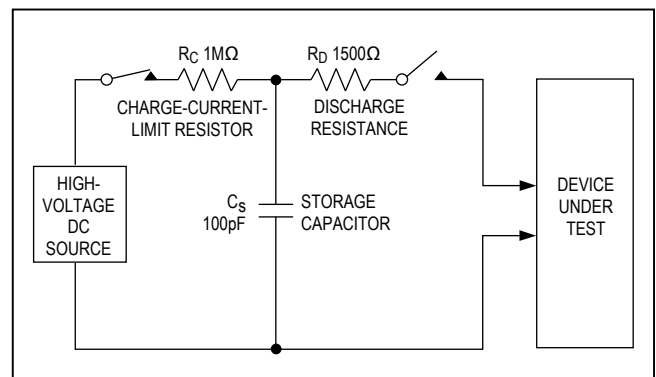 RC 1MΩ
CHARGE-CURRENT-
LIMIT RESISTOR
RD 1500Ω
DISCHARGE
RESISTANCE
HIGH-
VOLTAGE
DC
SOURCE
CS
100pF
STORAGE
CAPACITOR
DEVICE
UNDER
TEST